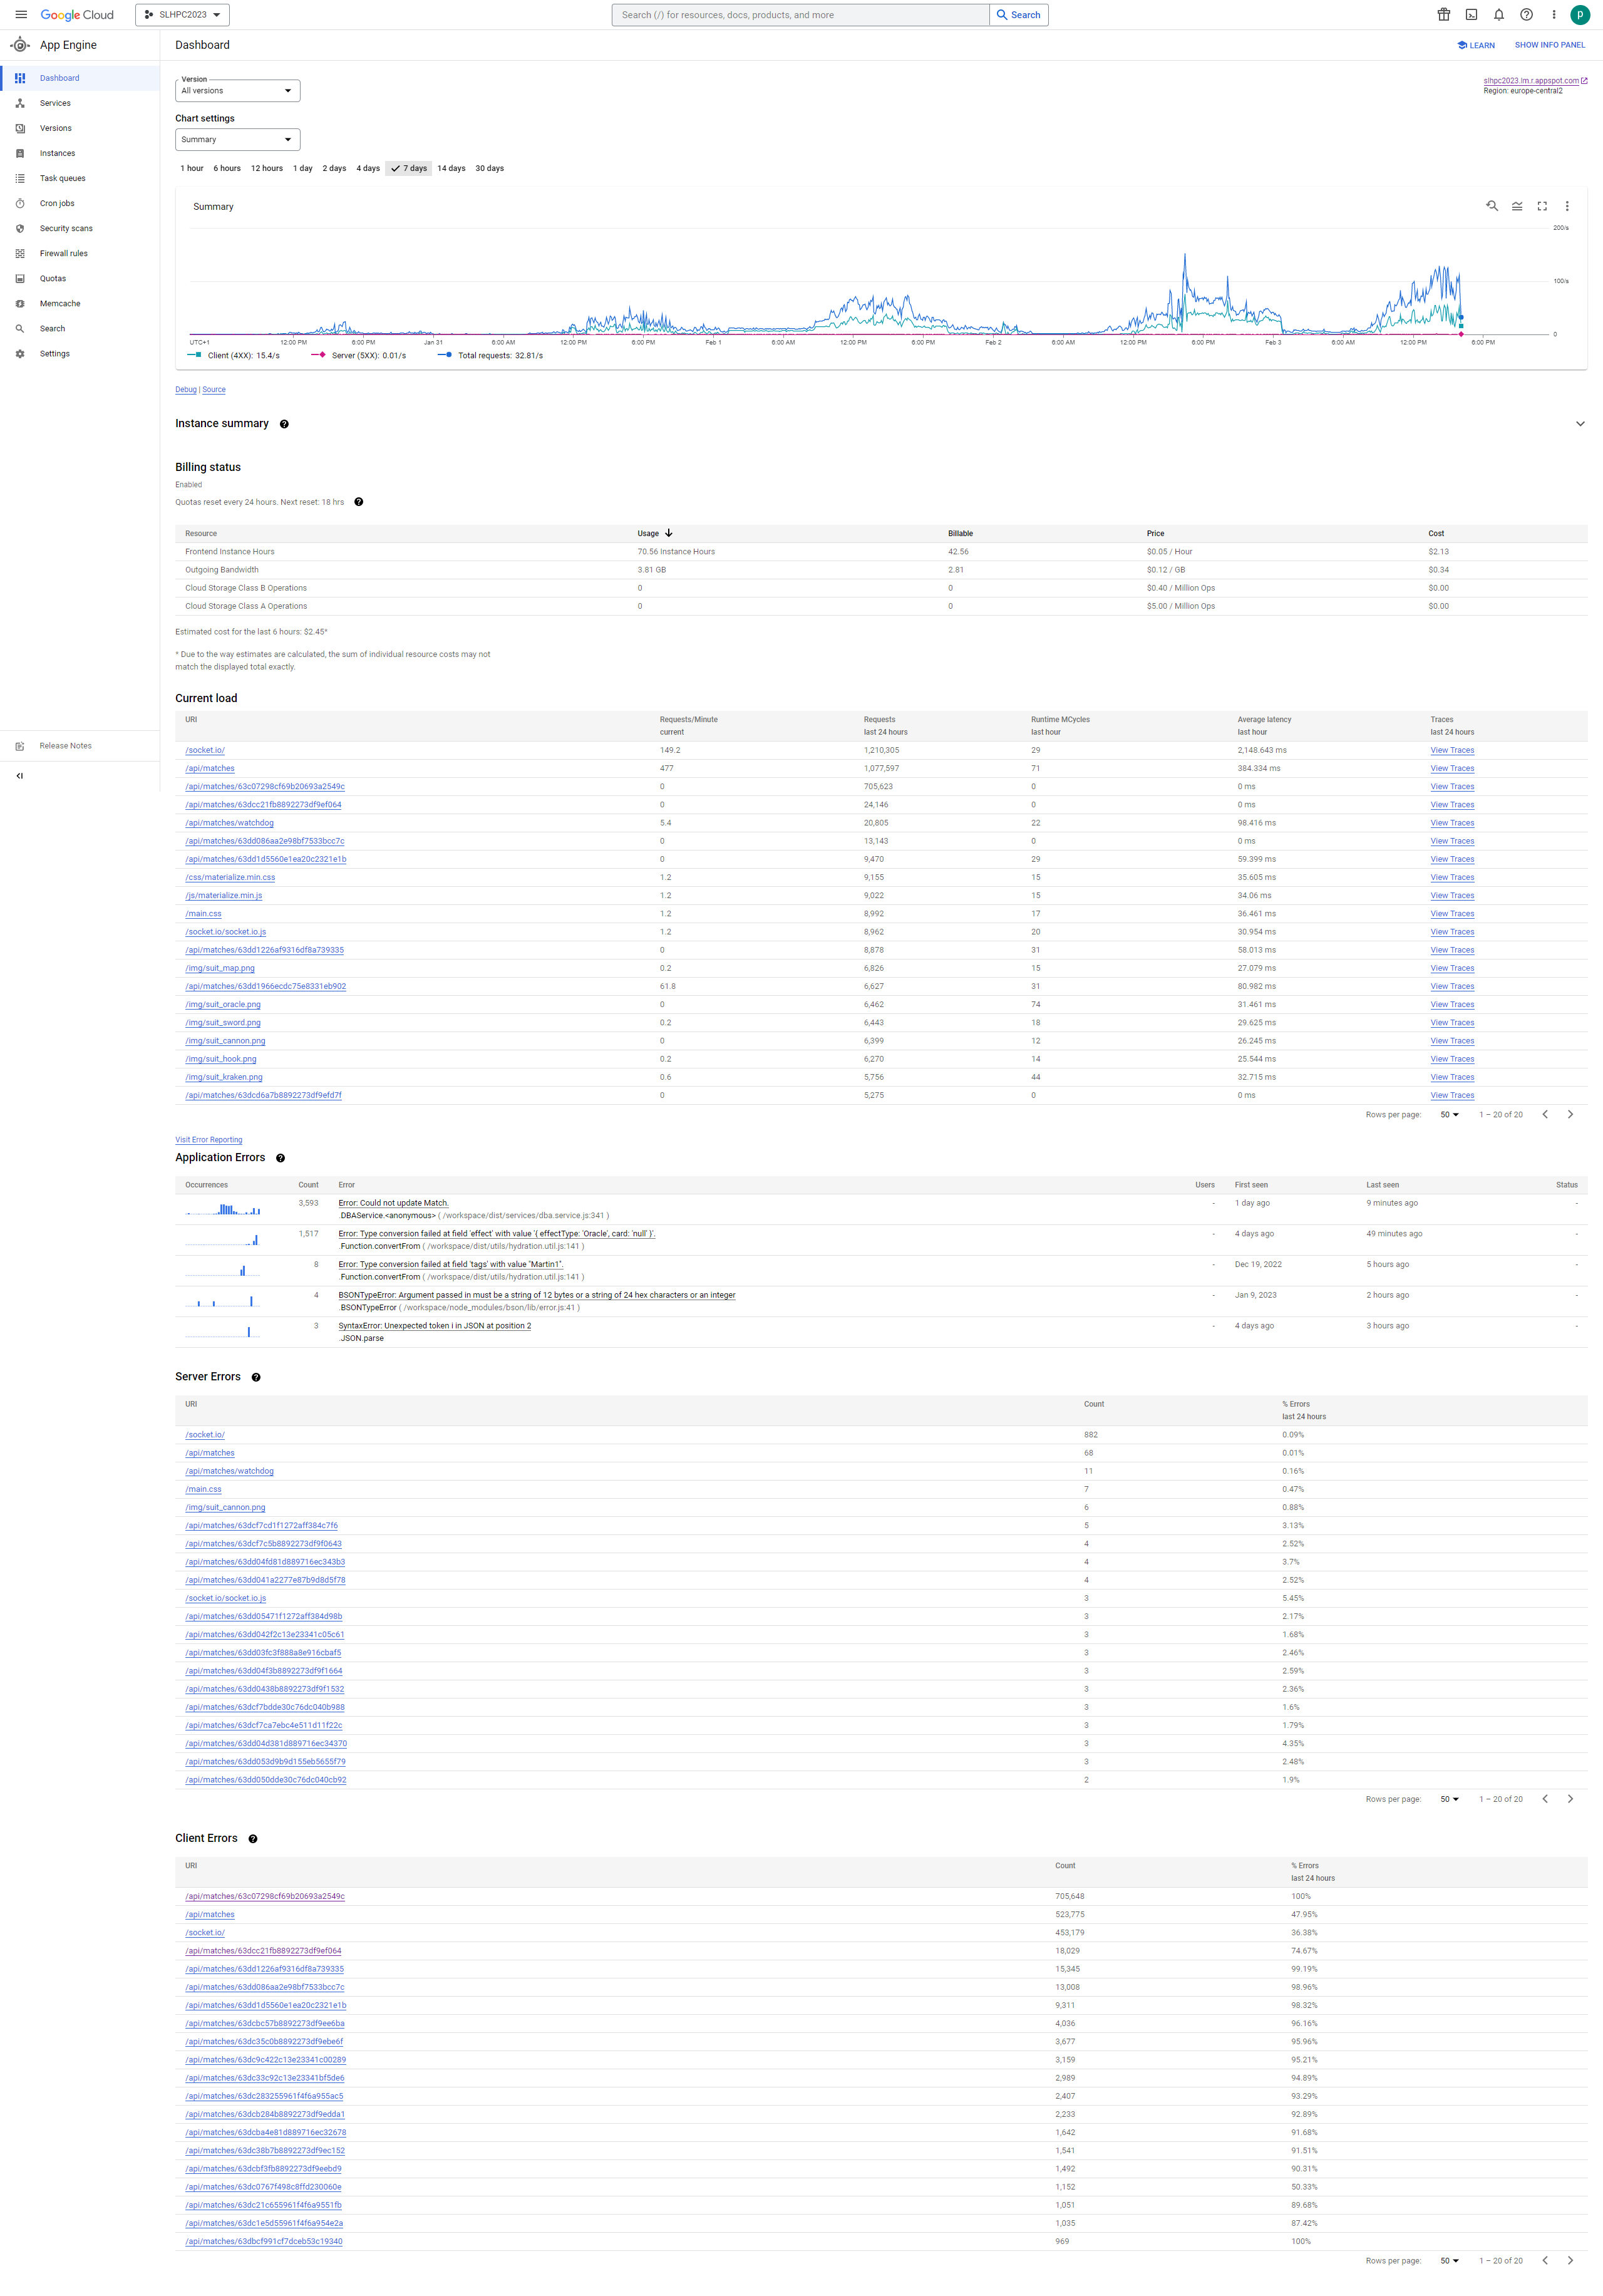 Google Cloud SLHPC2023 Search (/) for resources, docs, products, and more Search p
App Engine Dashboard LEARN SHOW INFO PANEL
Dashboard
Services
Versions
Instances
Task queues
Cron jobs
Security scans
Firewall rules
Quotas
Memcache
Search
Settings
Release Notes
Version
All versions
slhpc2023.lm.r.appspot.com
Region: europe-central2
Chart settings
Summary
1 hour 6 hours 12 hours 1 day 2 days 4 days 7 days 14 days 30 days
Summary
200/s
100/s
0
UTC+1 12:00 PM 6:00 PM Jan 31 6:00 AM 12:00 PM 6:00 PM Feb 1 6:00 AM 12:00 PM 6:00 PM Feb 2 6:00 AM 12:00 PM 6:00 PM Feb 3 6:00 AM 12:00 PM 6:00 PM
Client (4XX): 15.4/s Server (5XX): 0.01/s Total requests: 32.81/s
Debug | Source
Instance summary
Billing status
Enabled
Quotas reset every 24 hours. Next reset: 18 hrs
Resource Usage Billable Price Cost
Frontend Instance Hours 70.56 Instance Hours 42.56 $0.05 / Hour $2.13
Outgoing Bandwidth 3.81 GB 2.81 $0.12 / GB $0.34
Cloud Storage Class B Operations 0 0 $0.40 / Million Ops $0.00
Cloud Storage Class A Operations 0 0 $5.00 / Million Ops $0.00
Estimated cost for the last 6 hours: $2.45*
* Due to the way estimates are calculated, the sum of individual resource costs may not
match the displayed total exactly.
Current load
URI Requests/Minute Requests Runtime MCycles Average latency Traces
current last 24 hours last hour last hour last 24 hours
/socket.io/ 149.2 1,210,305 29 2,148.643 ms View Traces
/api/matches 477 1,077,597 71 384.334 ms View Traces
/api/matches/63c07298cf69b20693a2549c 0 705,623 0 0 ms View Traces
/api/matches/63dcc21fb8892273df9ef064 0 24,146 0 0 ms View Traces
/api/matches/watchdog 5.4 20,805 22 98.416 ms View Traces
/api/matches/63dd086aa2e98bf7533bcc7c 0 13,143 0 0 ms View Traces
/api/matches/63dd1d5560e1ea20c2321e1b 0 9,470 29 59.399 ms View Traces
/css/materialize.min.css 1.2 9,155 15 35.605 ms View Traces
/js/materialize.min.js 1.2 9,022 15 34.06 ms View Traces
/main.css 1.2 8,992 17 36.461 ms View Traces
/socket.io/socket.io.js 1.2 8,962 20 30.954 ms View Traces
/api/matches/63dd1226af9316df8a739335 0 8,878 31 58.013 ms View Traces
/img/suit_map.png 0.2 6,826 15 27.079 ms View Traces
/api/matches/63dd1966ecdc75e8331eb902 61.8 6,627 31 80.982 ms View Traces
/img/suit_oracle.png 0 6,462 74 31.461 ms View Traces
/img/suit_sword.png 0.2 6,443 18 29.625 ms View Traces
/img/suit_cannon.png 0 6,399 12 26.245 ms View Traces
/img/suit_hook.png 0.2 6,270 14 25.544 ms View Traces
/img/suit_kraken.png 0.6 5,756 44 32.715 ms View Traces
/api/matches/63dcd6a7b8892273df9efd7f 0 5,275 0 0 ms View Traces
Rows per page: 50 1 – 20 of 20
Visit Error Reporting
Application Errors
Occurrences Count Error Users First seen Last seen Status
3,593 Error: Could not update Match. - 1 day ago 9 minutes ago -
.DBAService.<anonymous> ( /workspace/dist/services/dba.service.js:341 )
1,517 Error: Type conversion failed at field 'effect' with value '{ effectType: 'Oracle', card: 'null' }'. - 4 days ago 49 minutes ago -
.Function.convertFrom ( /workspace/dist/utils/hydration.util.js:141 )
8 Error: Type conversion failed at field 'tags' with value "Martin1". - Dec 19, 2022 5 hours ago -
.Function.convertFrom ( /workspace/dist/utils/hydration.util.js:141 )
4 BSONTypeError: Argument passed in must be a string of 12 bytes or a string of 24 hex characters or an integer - Jan 9, 2023 2 hours ago -
.BSONTypeError ( /workspace/node_modules/bson/lib/error.js:41 )
3 SyntaxError: Unexpected token i in JSON at position 2 - 4 days ago 3 hours ago -
.JSON.parse
Server Errors
URI Count % Errors
last 24 hours
/socket.io/ 882 0.09%
/api/matches 68 0.01%
/api/matches/watchdog 11 0.16%
/main.css 7 0.47%
/img/suit_cannon.png 6 0.88%
/api/matches/63dcf7cd1f1272aff384c7f6 5 3.13%
/api/matches/63dcf7c5b8892273df9f0643 4 2.52%
/api/matches/63dd04fd81d889716ec343b3 4 3.7%
/api/matches/63dd041a2277e87b9d8d5f78 4 2.52%
/socket.io/socket.io.js 3 5.45%
/api/matches/63dd05471f1272aff384d98b 3 2.17%
/api/matches/63dd042f2c13e23341c05c61 3 1.68%
/api/matches/63dd03fc3f888a8e916cbaf5 3 2.46%
/api/matches/63dd04f3b8892273df9f1664 3 2.59%
/api/matches/63dd0438b8892273df9f1532 3 2.36%
/api/matches/63dcf7bdde30c76dc040b988 3 1.6%
/api/matches/63dcf7ca7ebc4e511d11f22c 3 1.79%
/api/matches/63dd04d381d889716ec34370 3 4.35%
/api/matches/63dd053d9b9d155eb5655f79 3 2.48%
/api/matches/63dd050dde30c76dc040cb92 2 1.9%
Rows per page: 50 1 – 20 of 20
Client Errors
URI Count % Errors
last 24 hours
/api/matches/63c07298cf69b20693a2549c 705,648 100%
/api/matches 523,775 47.95%
/socket.io/ 453,179 36.38%
/api/matches/63dcc21fb8892273df9ef064 18,029 74.67%
/api/matches/63dd1226af9316df8a739335 15,345 99.19%
/api/matches/63dd086aa2e98bf7533bcc7c 13,008 98.96%
/api/matches/63dd1d5560e1ea20c2321e1b 9,311 98.32%
/api/matches/63dcbc57b8892273df9ee6ba 4,036 96.16%
/api/matches/63dc35c0b8892273df9ebe6f 3,677 95.96%
/api/matches/63dc9c422c13e23341c00289 3,159 95.21%
/api/matches/63dc33c92c13e23341bf5de6 2,989 94.89%
/api/matches/63dc283255961f4f6a955ac5 2,407 93.29%
/api/matches/63dcb284b8892273df9edda1 2,233 92.89%
/api/matches/63dcba4e81d889716ec32678 1,642 91.68%
/api/matches/63dc38b7b8892273df9ec152 1,541 91.51%
/api/matches/63dcbf3fb8892273df9eebd9 1,492 90.31%
/api/matches/63dc0767f498c8ffd230060e 1,152 50.33%
/api/matches/63dc21c655961f4f6a9551fb 1,051 89.68%
/api/matches/63dc1e5d55961f4f6a954e2a 1,035 87.42%
/api/matches/63dbcf991cf7dceb53c19340 969 100%
Rows per page: 50 1 – 20 of 20